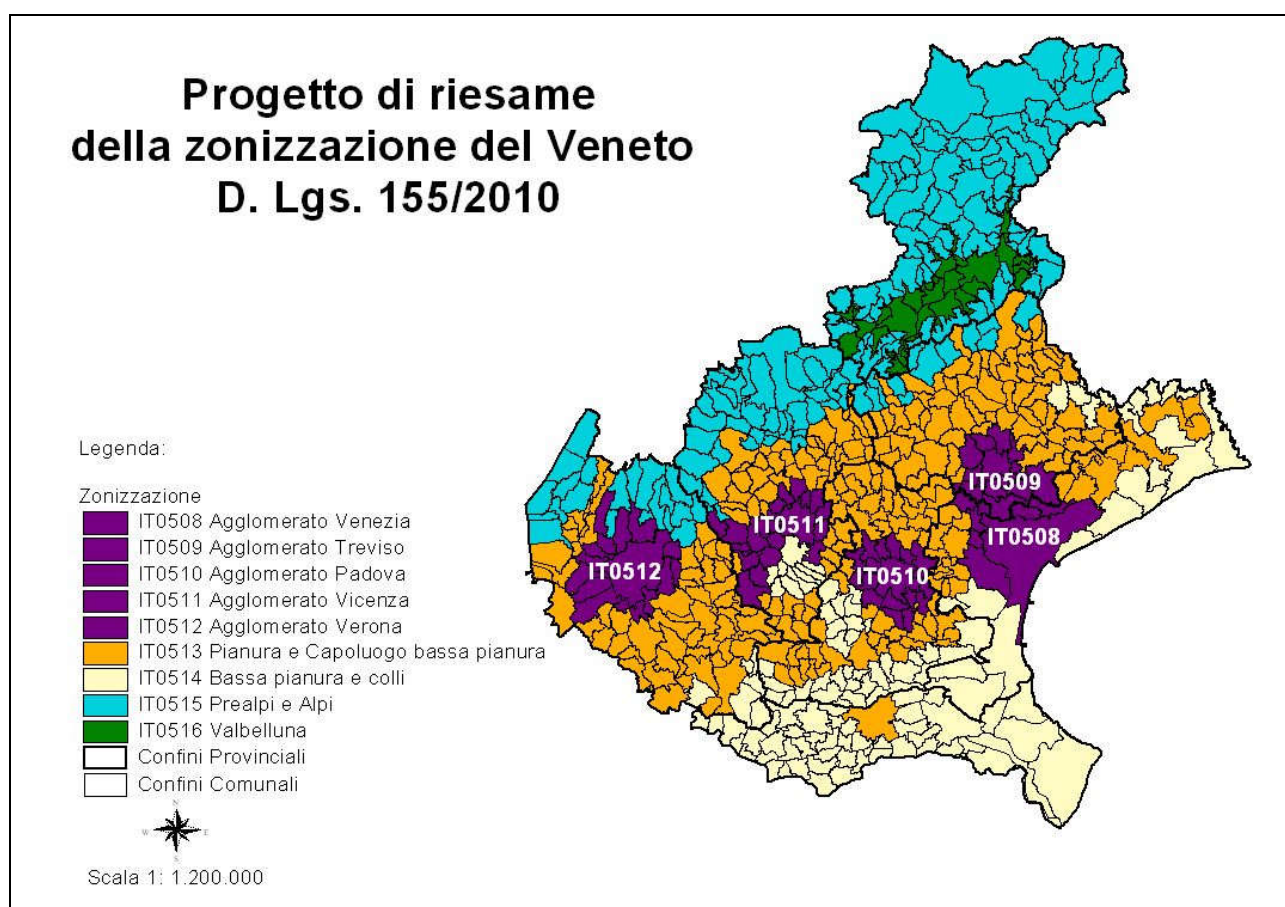 Progetto di riesame
della zonizzazione del Veneto
D. Lgs. 155/2010
Legenda:
Zonizzazione
IT0508 Agglomerato Venezia
IT0509 Agglomerato Treviso
IT0510 Agglomerato Padova
IT0511 Agglomerato Vicenza
IT0512 Agglomerato Verona
IT0513 Pianura e Capoluogo bassa pianura
IT0514 Bassa pianura e colli
IT0515 Prealpi e Alpi
IT0516 Valbelluna
Confini Provinciali
Confini Comunali
N
W E
S
Scala 1: 1.200.000
IT0509
IT0511
IT0508
IT0512
IT0510